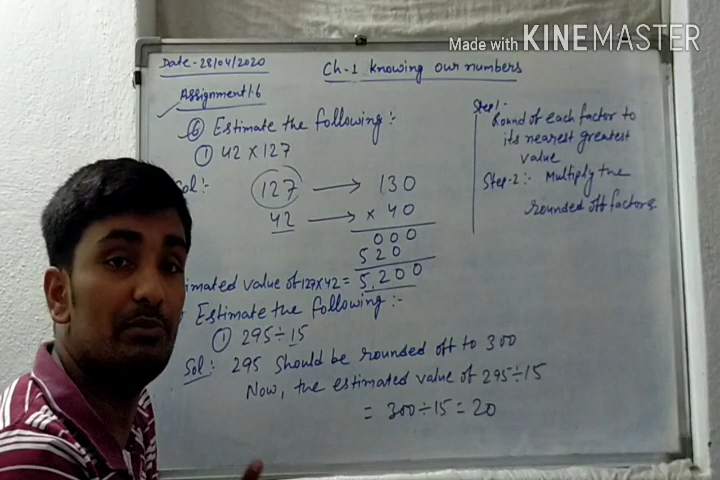 Made with KINEMASTER
Date-28/04/2020
Ch-1 Knowing our numbers
Assignment 1.6
6 Estimate the following:-
1 42 × 127
Sol:-
127 → 130
42 → × 40
000
520
5,200
imated value of 127×42 =
Estimate the following:-
1 295 ÷ 15
Sol:- 295 should be rounded off to 300
Now, the estimated value of 295 ÷ 15
= 300 ÷ 15 = 20
Step 1:-
Round of each factor to
its nearest greatest
value
Step-2:- Multiply the
rounded off factors